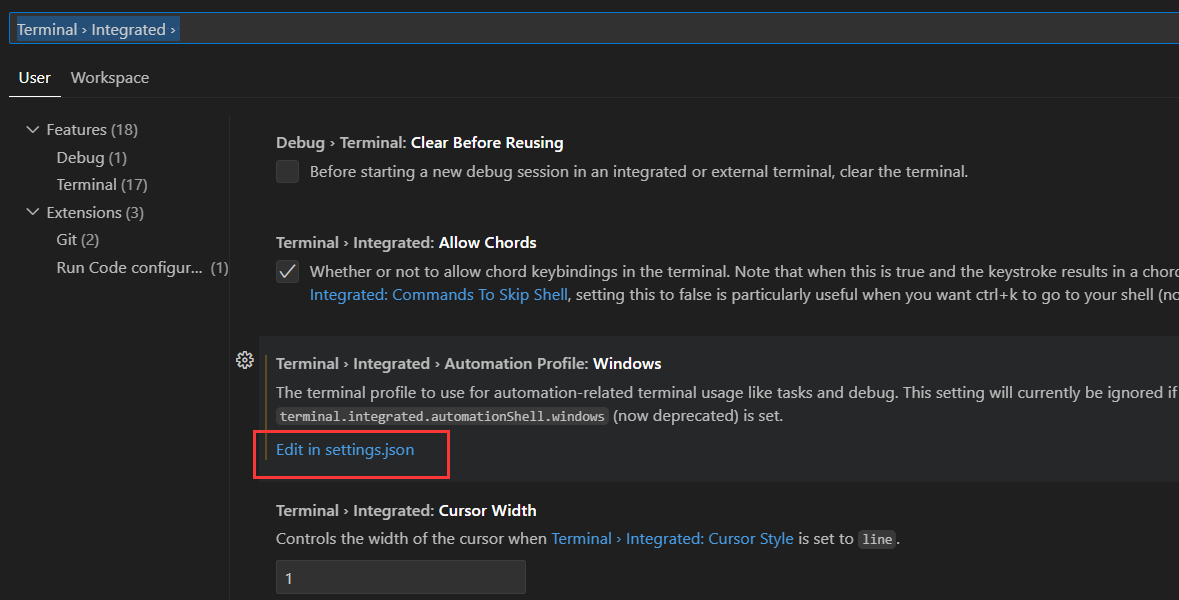 Terminal › Integrated ›
User Workspace
Features (18)
Debug (1)
Terminal (17)
Extensions (3)
Git (2)
Run Code configur... (1)
Debug › Terminal: Clear Before Reusing
Before starting a new debug session in an integrated or external terminal, clear the terminal.
Terminal › Integrated: Allow Chords
Whether or not to allow chord keybindings in the terminal. Note that when this is true and the keystroke results in a chord
Integrated: Commands To Skip Shell, setting this to false is particularly useful when you want ctrl+k to go to your shell (no
Terminal › Integrated › Automation Profile: Windows
The terminal profile to use for automation-related terminal usage like tasks and debug. This setting will currently be ignored if
terminal.integrated.automationShell.windows (now deprecated) is set.
Edit in settings.json
Terminal › Integrated: Cursor Width
Controls the width of the cursor when Terminal › Integrated: Cursor Style is set to line.
1